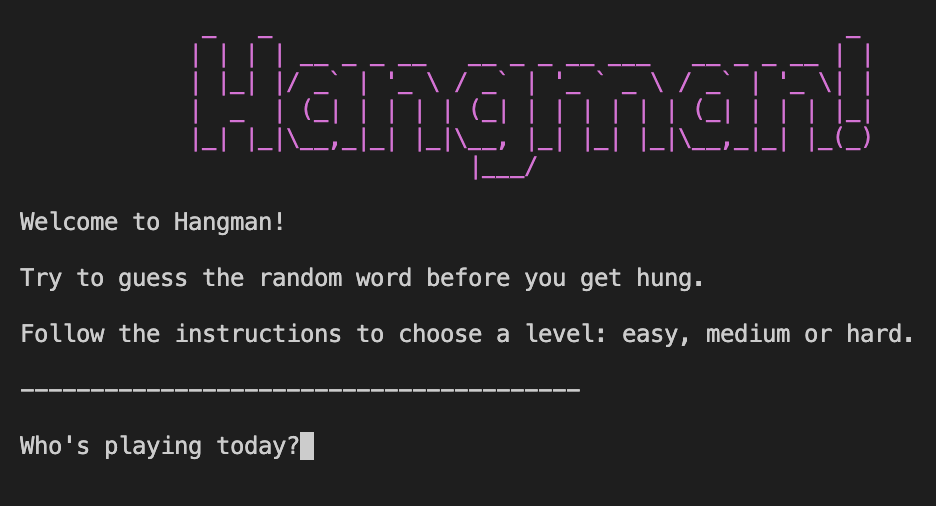 Hangman!
Welcome to Hangman!
Try to guess the random word before you get hung.
Follow the instructions to choose a level: easy, medium or hard.
________________________________________
Who's playing today?